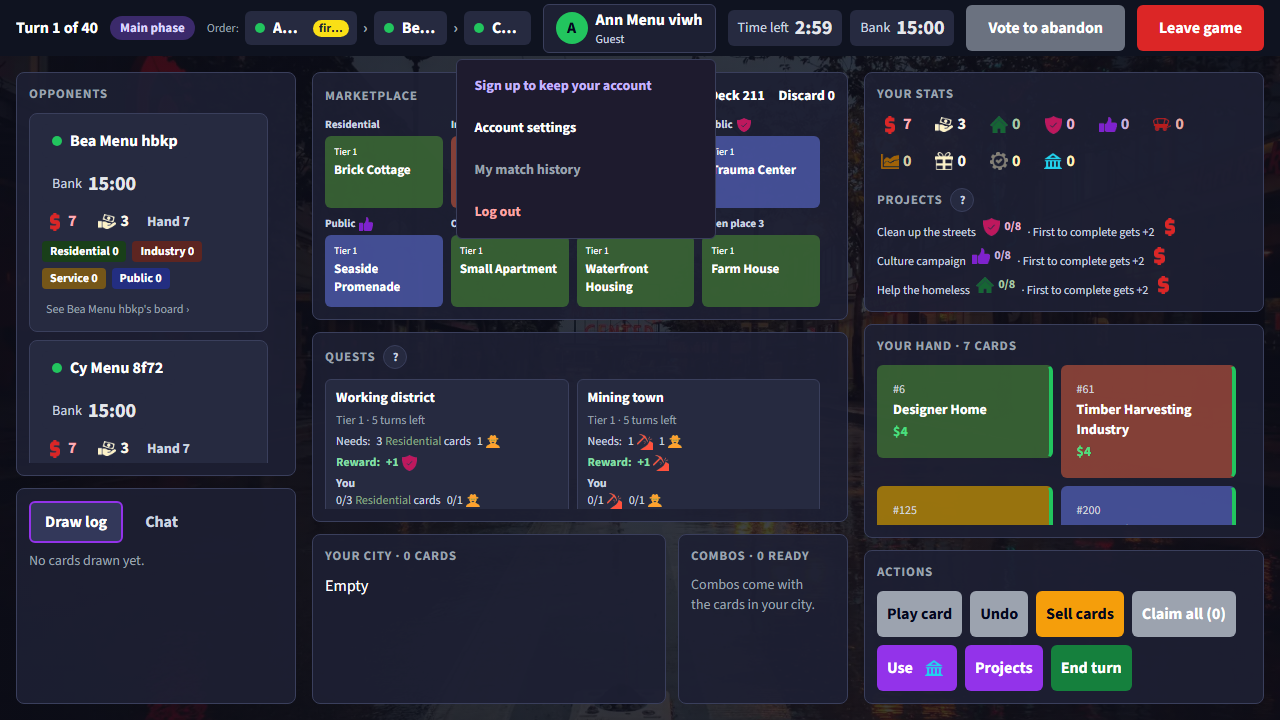 Turn 1 of 40 Main phase Order: A... fir... › Be... › C... A Ann Menu viwh Guest Time left 2:59 Bank 15:00 Vote to abandon Leave game
OPPONENTS
Bea Menu hbkp
Bank 15:00
7 3 Hand 7
Residential 0 Industry 0
Service 0 Public 0
See Bea Menu hbkp's board ›
Cy Menu 8f72
Bank 15:00
7 3 Hand 7
Draw log Chat
No cards drawn yet.
Sign up to keep your account
Account settings
My match history
Log out
MARKETPLACE Deck 211 Discard 0
Residential
Tier 1
Brick Cottage
Trauma Center
Public
Tier 1
Seaside
Promenade
Tier 1
Small Apartment
Tier 1
Waterfront
Housing
en place 3
Tier 1
Farm House
QUESTS ?
Working district
Tier 1 · 5 turns left
Needs: 3 Residential cards 1
Reward: +1
You
0/3 Residential cards 0/1
Mining town
Tier 1 · 5 turns left
Needs: 1 1
Reward: +1
You
0/1 0/1
YOUR CITY · 0 CARDS
Empty
COMBOS · 0 READY
Combos come with
the cards in your city.
YOUR STATS
7 3 0 0 0 0
0 0 0 0
PROJECTS ?
Clean up the streets 0/8 · First to complete gets +2
Culture campaign 0/8 · First to complete gets +2
Help the homeless 0/8 · First to complete gets +2
YOUR HAND · 7 CARDS
#6
Designer Home
$4
#61
Timber Harvesting
Industry
$4
#125
#200
ACTIONS
Play card Undo Sell cards Claim all (0)
Use Projects End turn